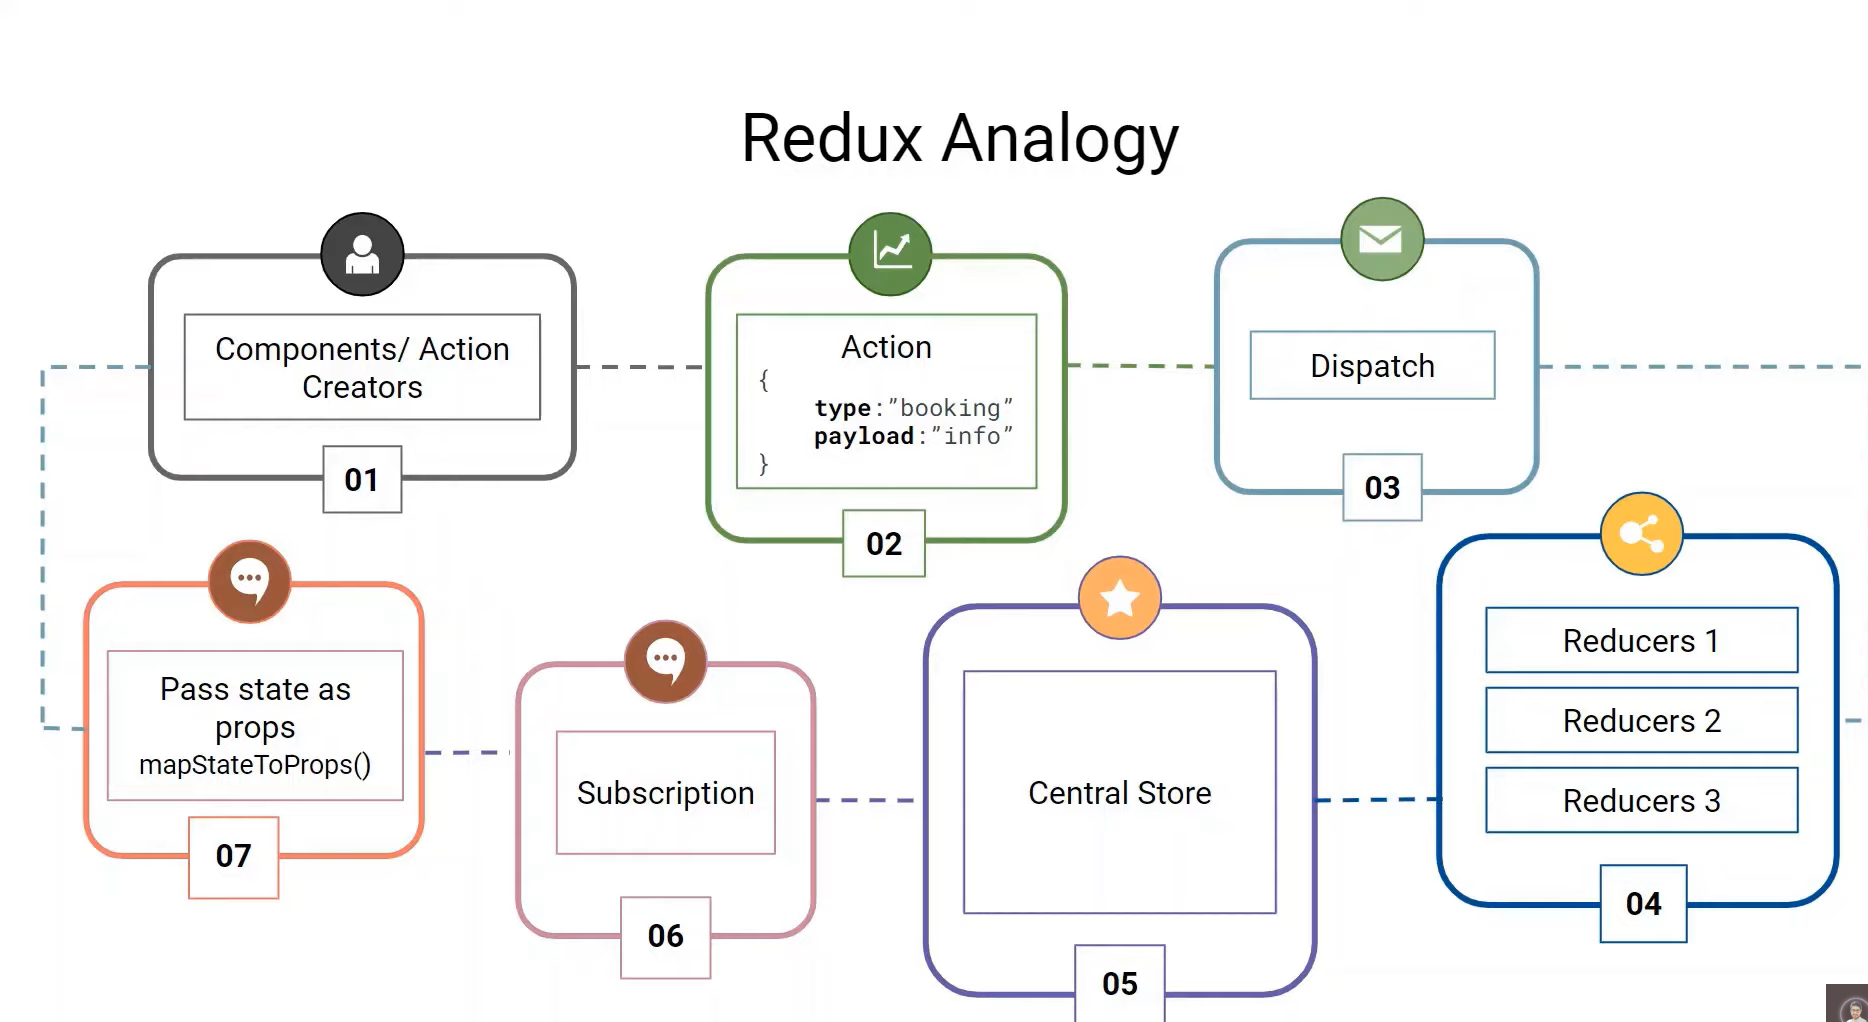 Redux Analogy
Components/ Action
Creators
01
Action
{
type:”booking”
payload:”info”
}
02
Dispatch
03
Reducers 1
Reducers 2
Reducers 3
04
Central Store
05
Subscription
06
Pass state as
props
mapStateToProps()
07